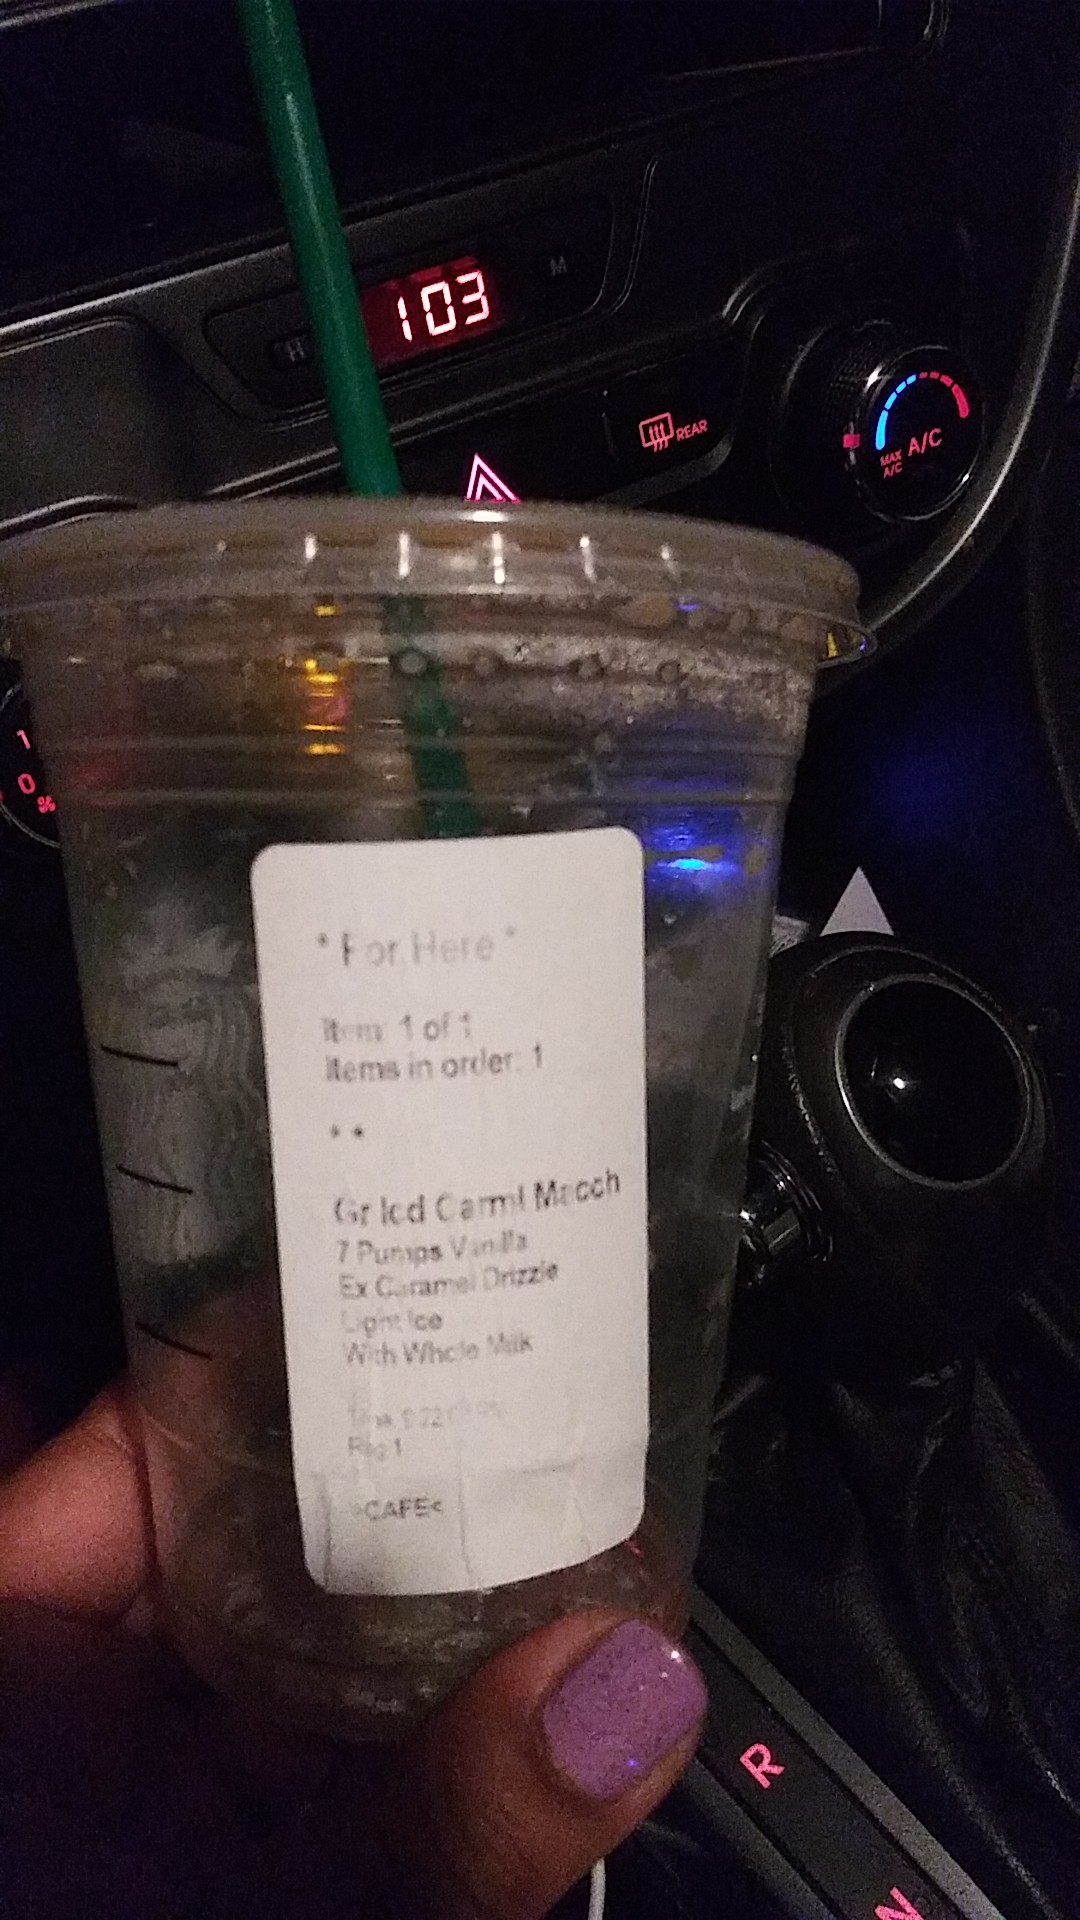 103
H
M
REAR
MAX
A/C
A/C
0
%
* For Here *
Item: 1 of 1
Items in order: 1
* *
Gr Icd Carml Macch
7 Pumps Vanilla
Ex Caramel Drizzle
Light Ice
With Whole Milk
Reg 1
>CAFE<
R
N